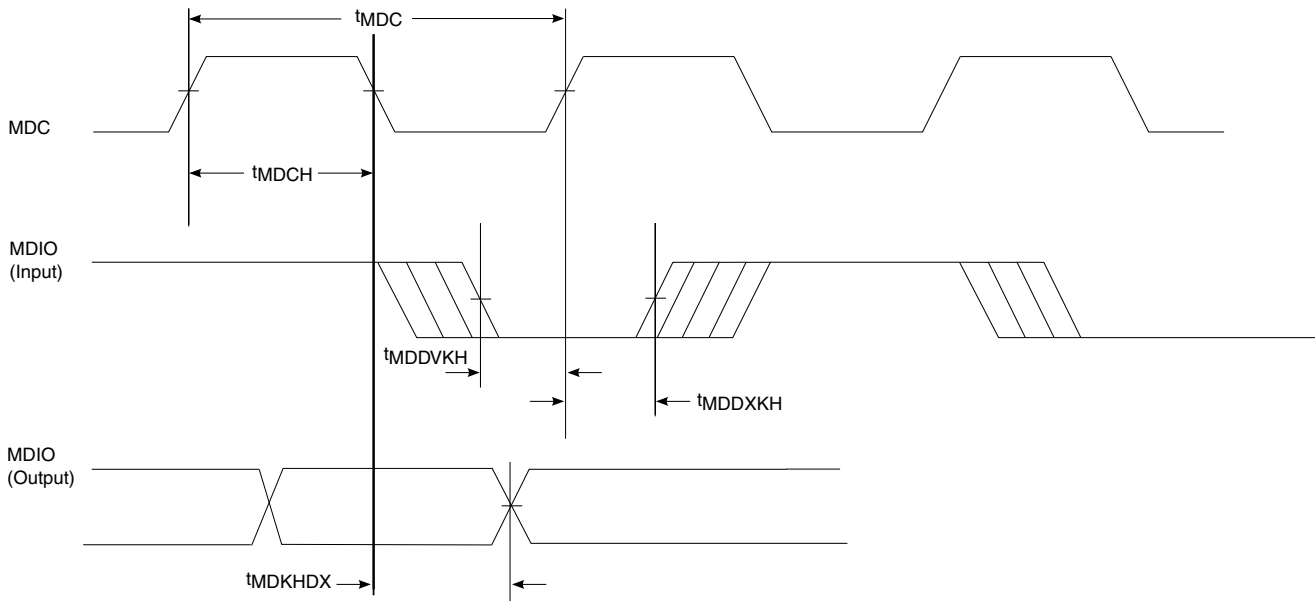 tMDC
MDC
tMDCH
MDIO
(Input)
tMDDVKH
tMDDXKH
MDIO
(Output)
tMDKHDX